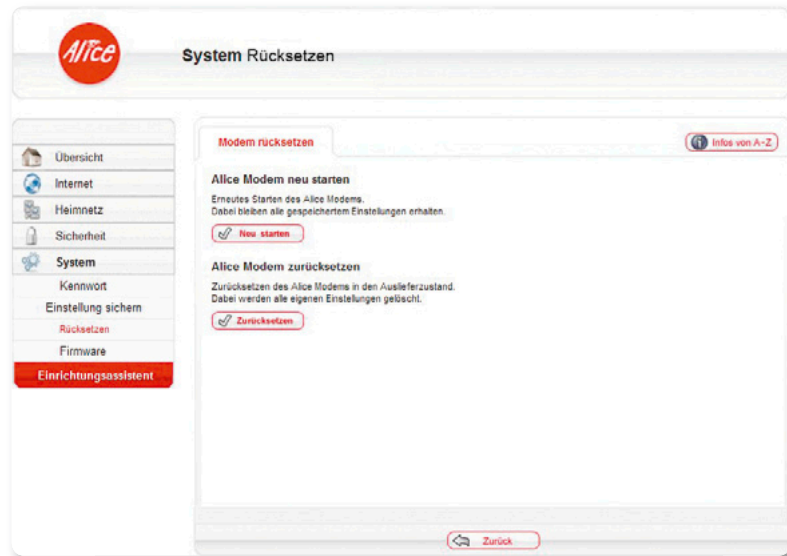 Alice
System Rücksetzen
Übersicht
Internet
Heimnetz
Sicherheit
System
Kennwort
Einstellung sichern
Rücksetzen
Firmware
Einrichtungsassistent
Modem rücksetzen
Infos von A-Z
Alice Modem neu starten
Erneutes Starten des Alice Modems.
Dabei bleiben alle gespeichertem Einstellungen erhalten.
Neu starten
Alice Modem zurücksetzen
Zurücksetzen des Alice Modems in den Auslieferzustand.
Dabei werden alle eigenen Einstellungen gelöscht.
Zurücksetzen
Zurück